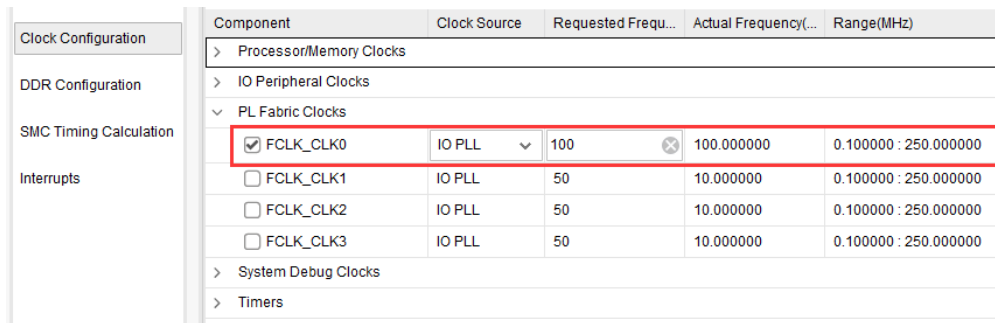 Clock Configuration
DDR Configuration
SMC Timing Calculation
Interrupts
Component Clock Source Requested Frequ... Actual Frequency(... Range(MHz)
Processor/Memory Clocks
IO Peripheral Clocks
PL Fabric Clocks
FCLK_CLK0 IO PLL 100 100.000000 0.100000 : 250.000000
FCLK_CLK1 IO PLL 50 10.000000 0.100000 : 250.000000
FCLK_CLK2 IO PLL 50 10.000000 0.100000 : 250.000000
FCLK_CLK3 IO PLL 50 10.000000 0.100000 : 250.000000
System Debug Clocks
Timers